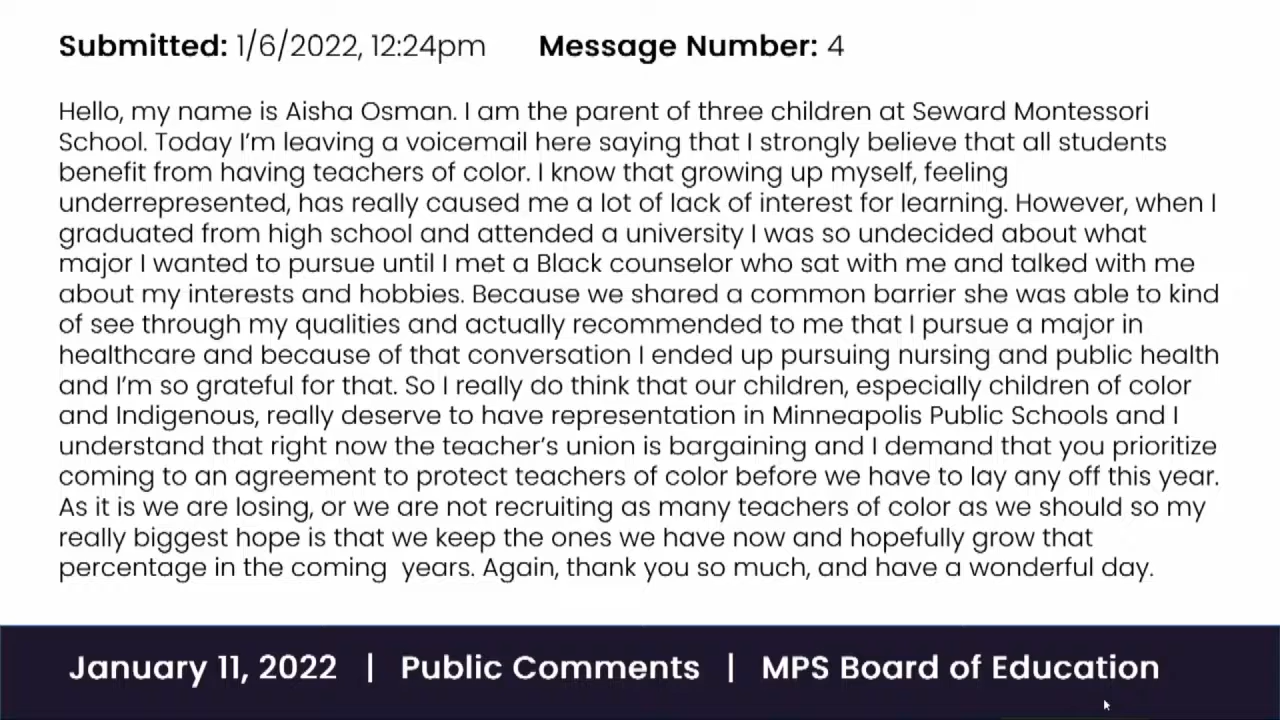 Submitted: 1/6/2022, 12:24pm Message Number: 4
Hello, my name is Aisha Osman. I am the parent of three children at Seward Montessori
School. Today I’m leaving a voicemail here saying that I strongly believe that all students
benefit from having teachers of color. I know that growing up myself, feeling
underrepresented, has really caused me a lot of lack of interest for learning. However, when I
graduated from high school and attended a university I was so undecided about what
major I wanted to pursue until I met a Black counselor who sat with me and talked with me
about my interests and hobbies. Because we shared a common barrier she was able to kind
of see through my qualities and actually recommended to me that I pursue a major in
healthcare and because of that conversation I ended up pursuing nursing and public health
and I’m so grateful for that. So I really do think that our children, especially children of color
and Indigenous, really deserve to have representation in Minneapolis Public Schools and I
understand that right now the teacher’s union is bargaining and I demand that you prioritize
coming to an agreement to protect teachers of color before we have to lay any off this year.
As it is we are losing, or we are not recruiting as many teachers of color as we should so my
really biggest hope is that we keep the ones we have now and hopefully grow that
percentage in the coming  years. Again, thank you so much, and have a wonderful day.
January 11, 2022 | Public Comments | MPS Board of Education